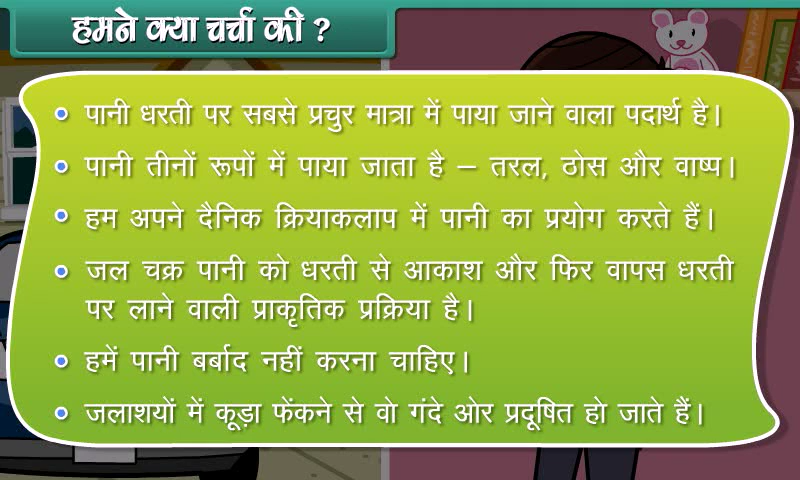 हमने क्या चर्चा की ?
पानी धरती पर सबसे प्रचुर मात्रा में पाया जाने वाला पदार्थ है।
पानी तीनों रूपों में पाया जाता है – तरल, ठोस और वाष्प।
हम अपने दैनिक क्रियाकलाप में पानी का प्रयोग करते हैं।
जल चक्र पानी को धरती से आकाश और फिर वापस धरती
पर लाने वाली प्राकृतिक प्रक्रिया है।
हमें पानी बर्बाद नहीं करना चाहिए।
जलाशयों में कूड़ा फेंकने से वो गंदे ओर प्रदूषित हो जाते हैं।